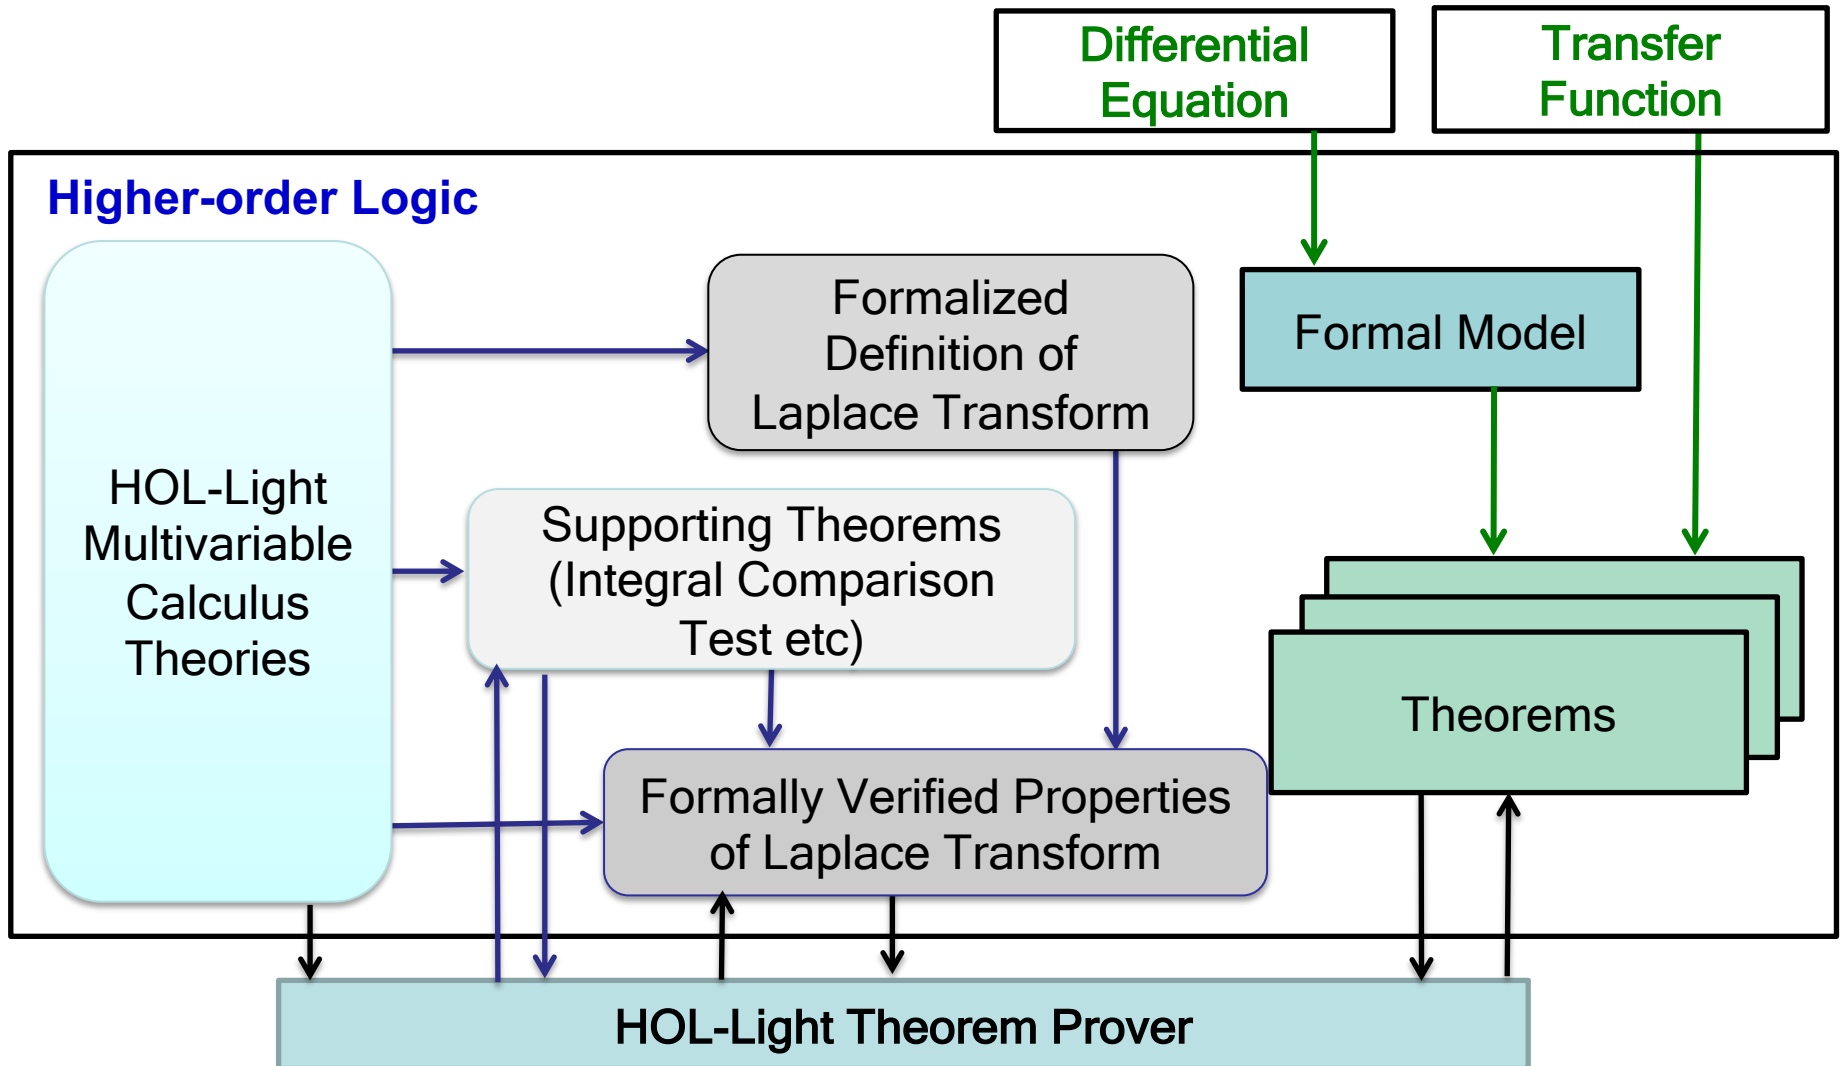 Differential
Equation
Transfer
Function
Higher-order Logic
HOL-Light
Multivariable
Calculus
Theories
Formalized
Definition of
Laplace Transform
Formal Model
Supporting Theorems
(Integral Comparison
Test etc)
Theorems
Formally Verified Properties
of Laplace Transform
HOL-Light Theorem Prover